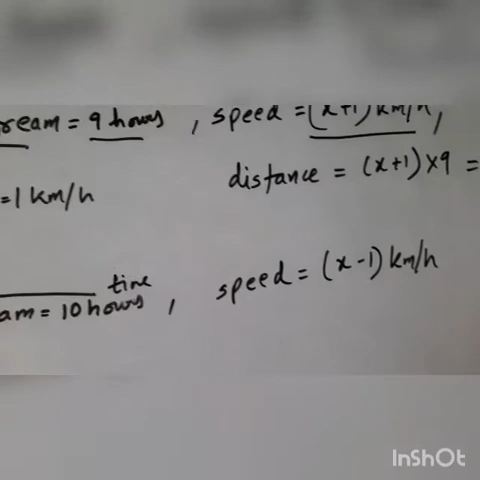 ream = 9 hours , speed = (x+1) km/h,
distance = (x+1) × 9 =
= 1 km/h
time
am = 10 hours , speed = (x-1) km/h
InShOt